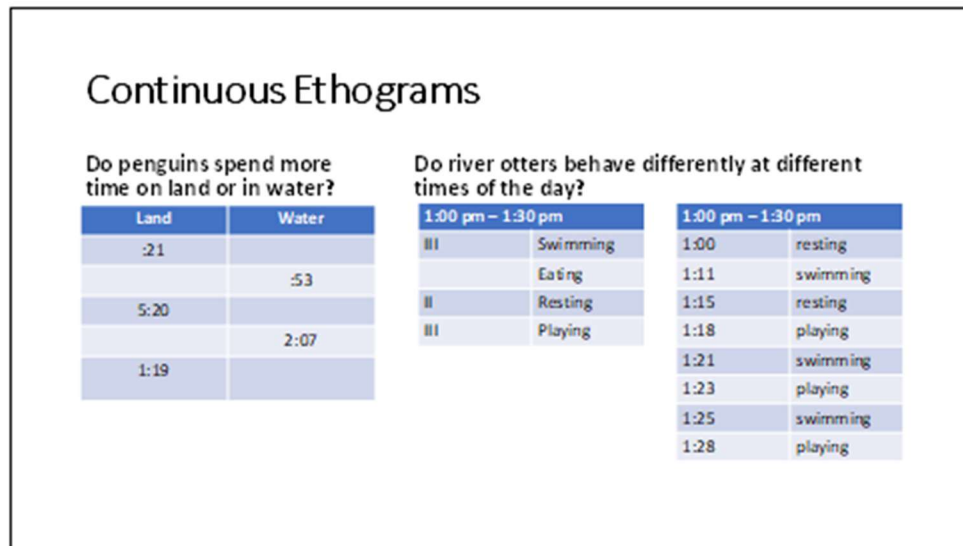 Continuous Ethograms
Do penguins spend more
time on land or in water?
Land Water
:21
:53
5:20
2:07
1:19
Do river otters behave differently at different
times of the day?
1:00 pm – 1:30 pm
III Swimming
Eating
II Resting
III Playing
1:00 pm – 1:30 pm
1:00 resting
1:11 swimming
1:15 resting
1:18 playing
1:21 swimming
1:23 playing
1:25 swimming
1:28 playing